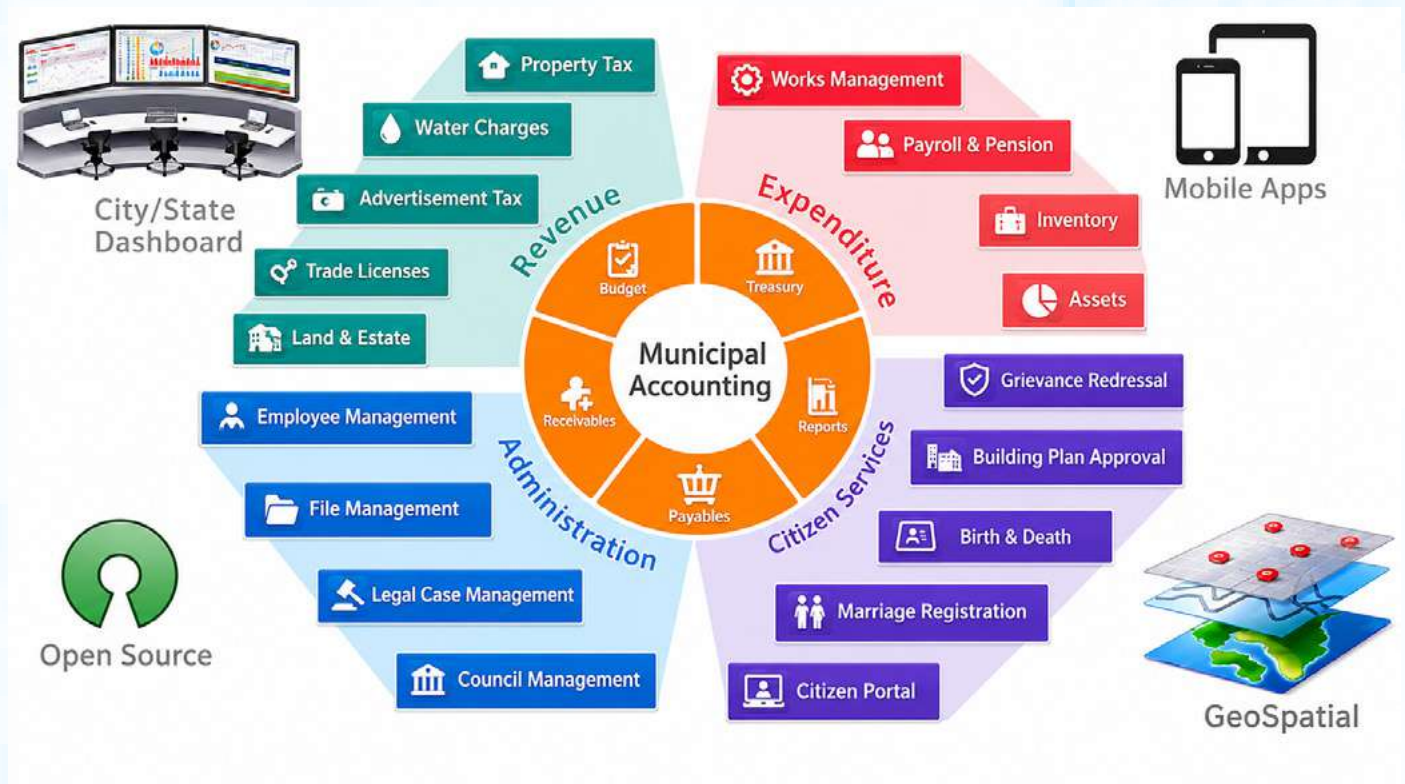 City/State
Dashboard
Property Tax
Water Charges
Advertisement Tax
Trade Licenses
Land & Estate
Revenue
Works Management
Payroll & Pension
Inventory
Assets
Expenditure
Mobile Apps
Budget
Treasury
Municipal
Accounting
Receivables
Reports
Payables
Employee Management
File Management
Legal Case Management
Council Management
Administration
Grievance Redressal
Building Plan Approval
Birth & Death
Marriage Registration
Citizen Portal
Citizen Services
Open Source
GeoSpatial